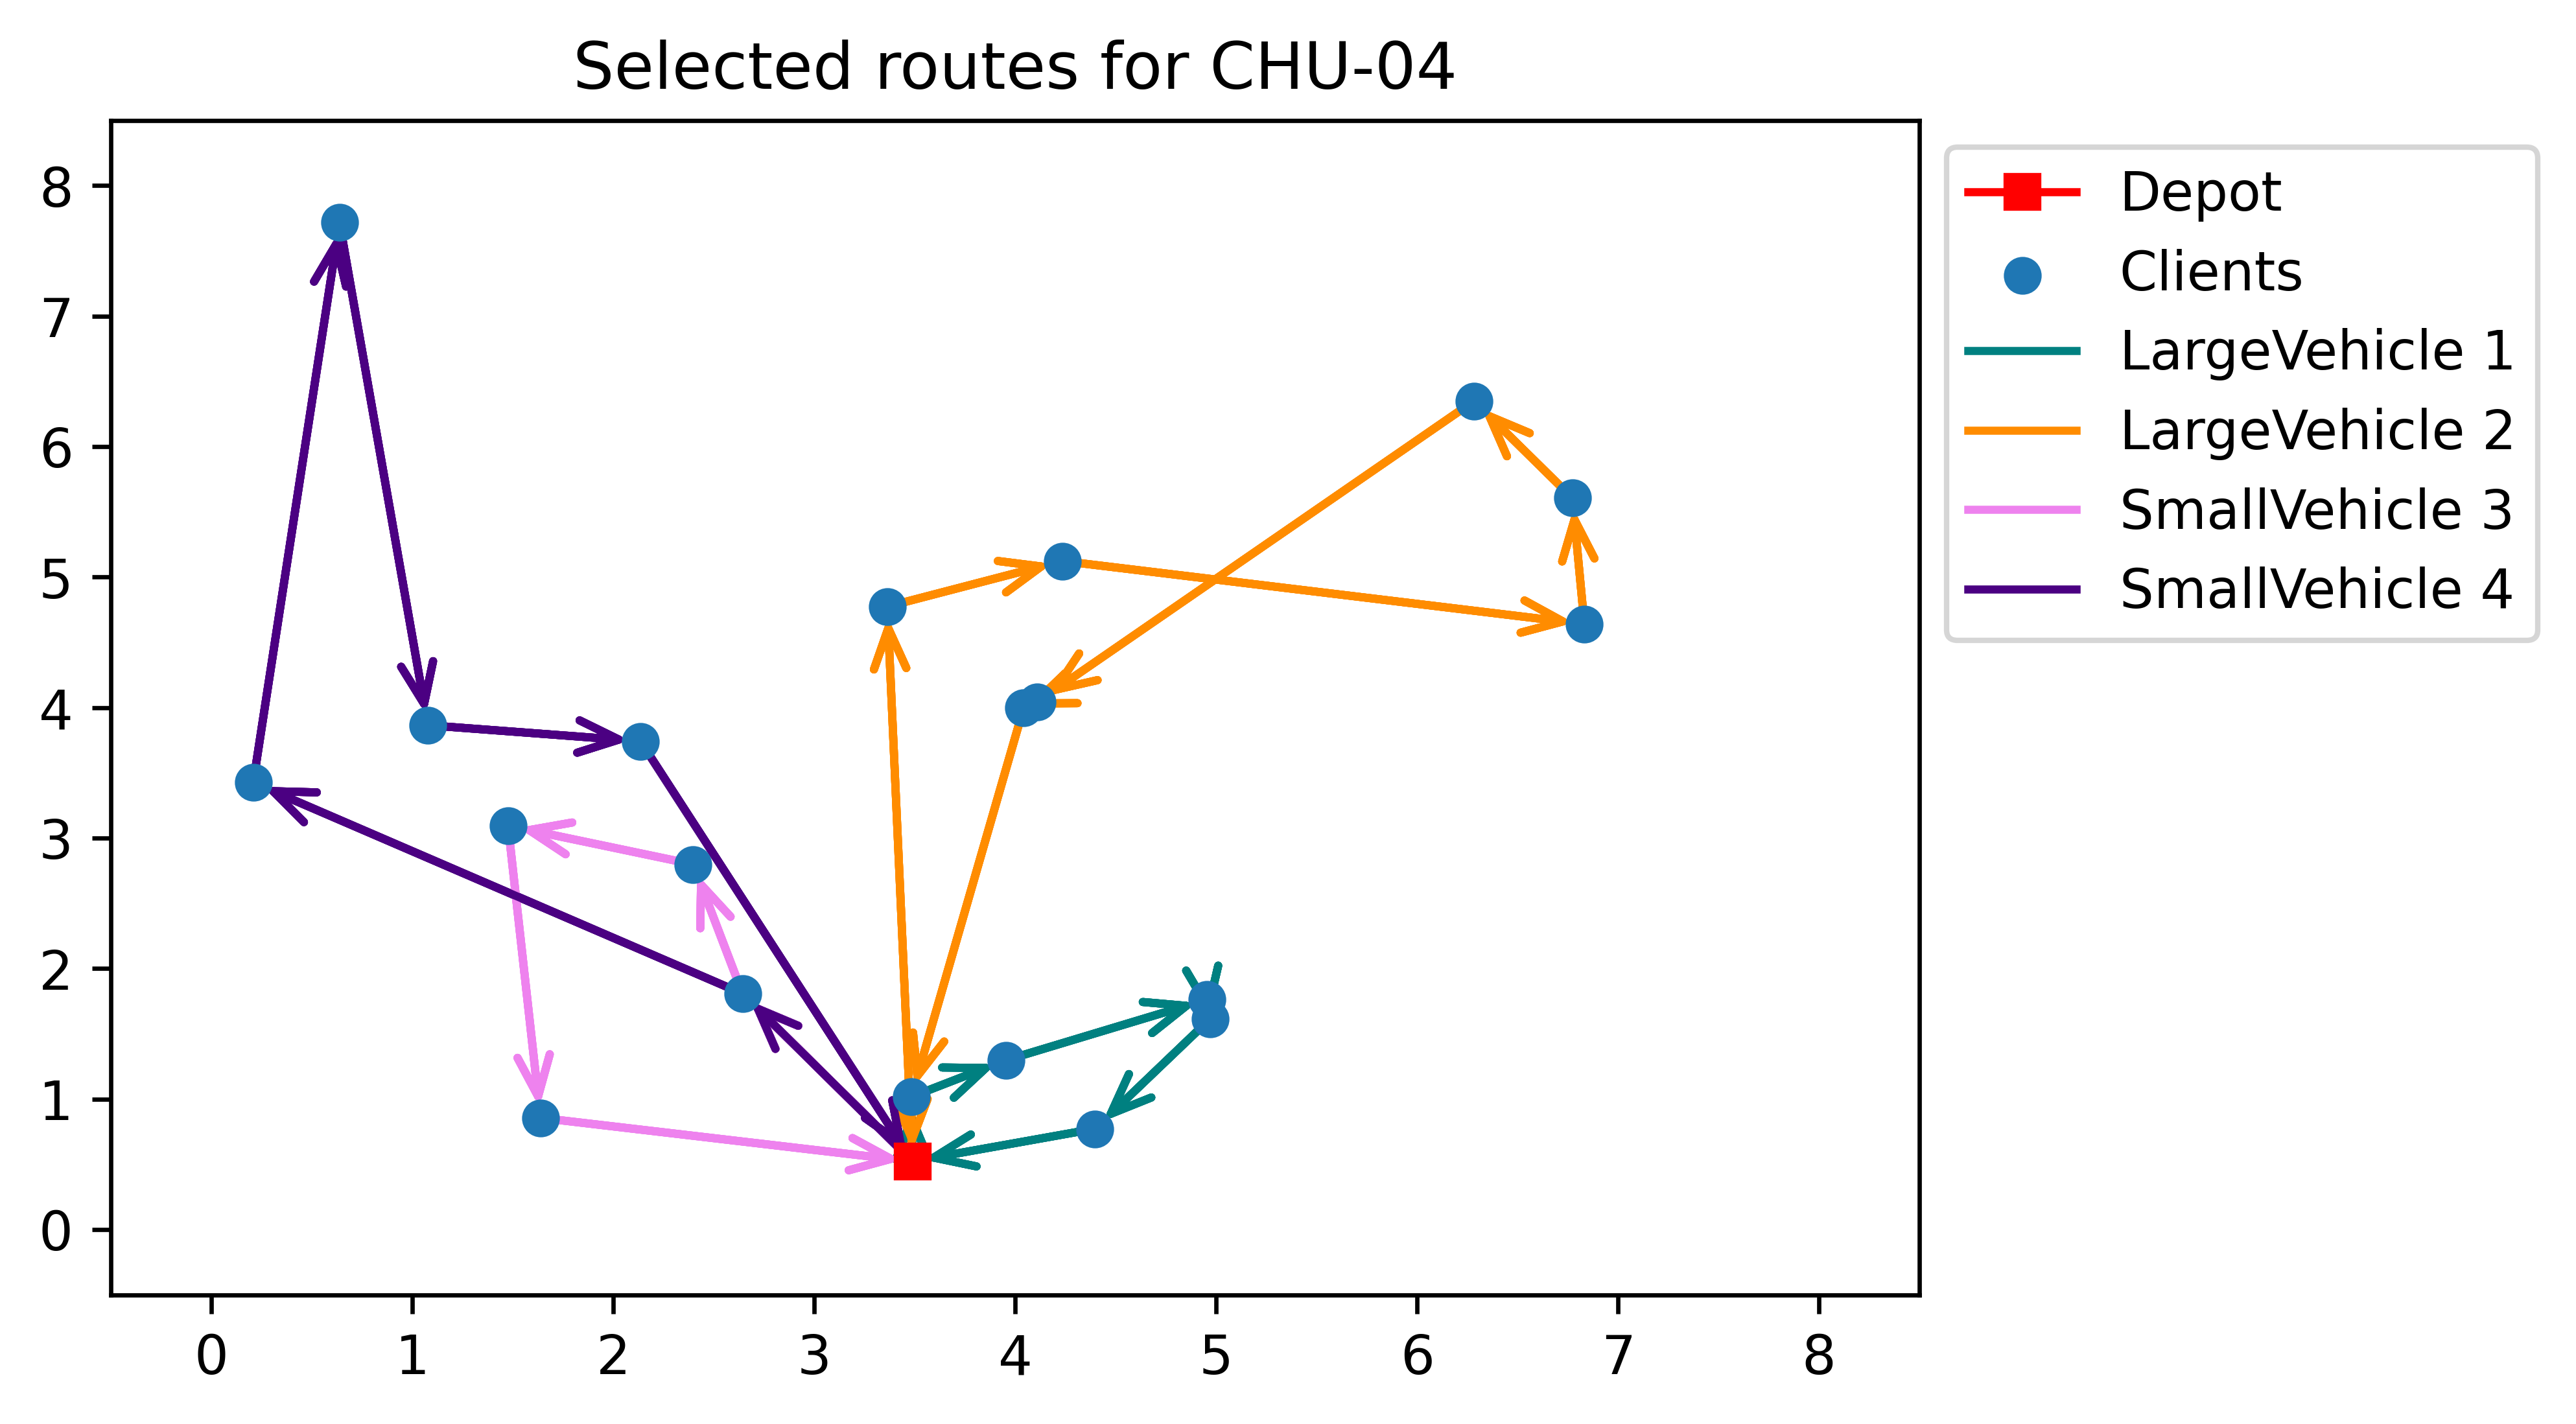 Selected routes for CHU-04
8
7
6
5
4
3
2
1
0
0 1 2 3 4 5 6 7 8
Depot
Clients
LargeVehicle 1
LargeVehicle 2
SmallVehicle 3
SmallVehicle 4